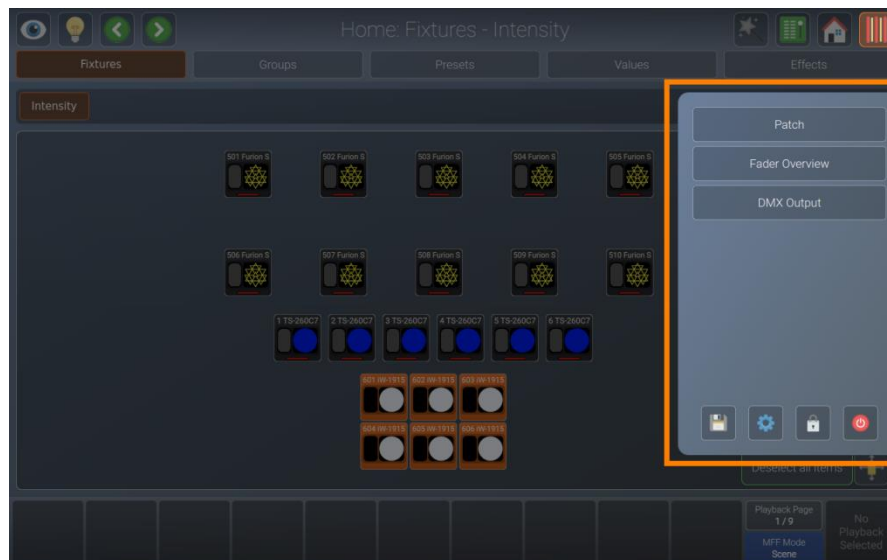 Home: Fixtures - Intensity
Fixtures
Groups
Presets
Values
Effects
Intensity
Patch
Fader Overview
DMX Output
501 Furion S
502 Furion S
503 Furion S
504 Furion S
505 Furion S
506 Furion S
507 Furion S
508 Furion S
509 Furion S
510 Furion S
1 TS-260C7
2 TS-260C7
3 TS-260C7
4 TS-260C7
5 TS-260C7
6 TS-260C7
601 IW-1915
602 IW-1915
603 IW-1915
604 IW-1915
605 IW-1915
606 IW-1915
Deselect all items
Playback Page
1 / 9
MFF Mode
Scene
No
Playback
Selected